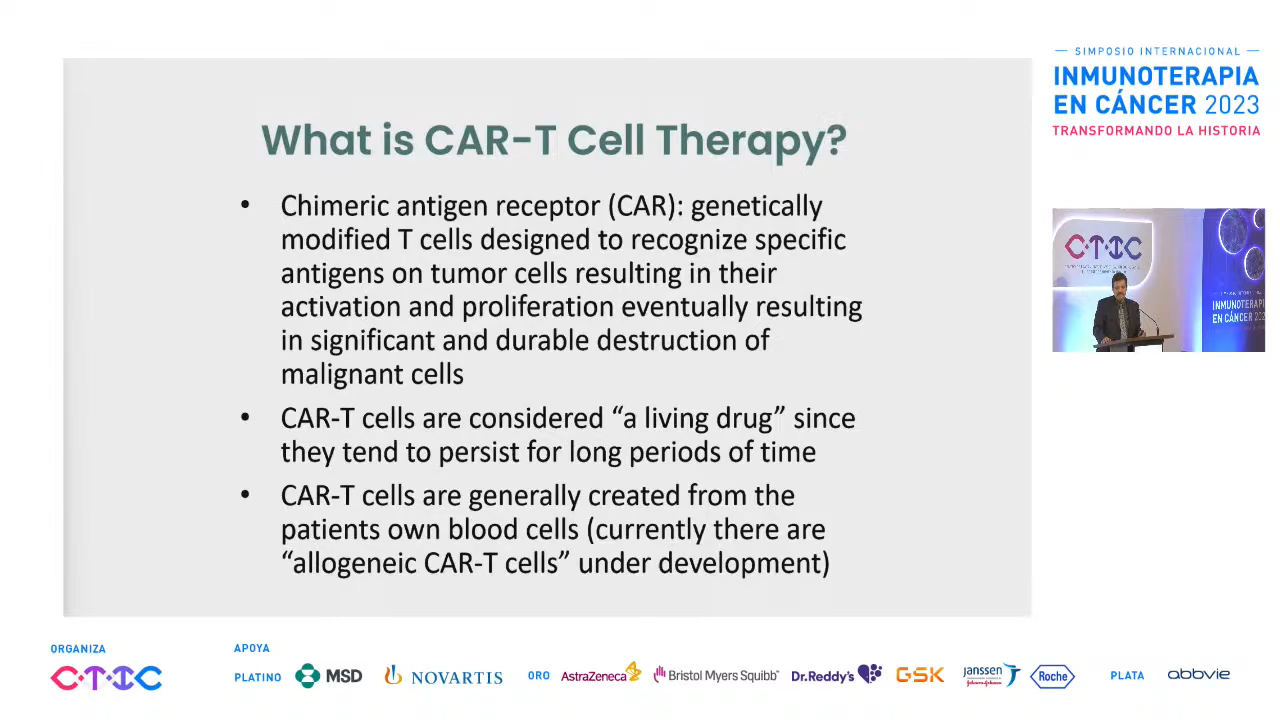 SIMPOSIO INTERNACIONAL
INMUNOTERAPIA
EN CÁNCER 2023
TRANSFORMANDO LA HISTORIA
What is CAR-T Cell Therapy?
• Chimeric antigen receptor (CAR): genetically
modified T cells designed to recognize specific
antigens on tumor cells resulting in their
activation and proliferation eventually resulting
in significant and durable destruction of
malignant cells
• CAR-T cells are considered “a living drug” since
they tend to persist for long periods of time
• CAR-T cells are generally created from the
patients own blood cells (currently there are
“allogeneic CAR-T cells” under development)
CTIC
INMUNOTERAPI
EN CÁNCER 202
ORGANIZA
CTIC
APOYA
PLATINO
MSD
NOVARTIS
ORO
AstraZeneca
Bristol Myers Squibb
Dr.Reddy's
GSK
Janssen
Johnson&Johnson
Roche
PLATA
abbvie